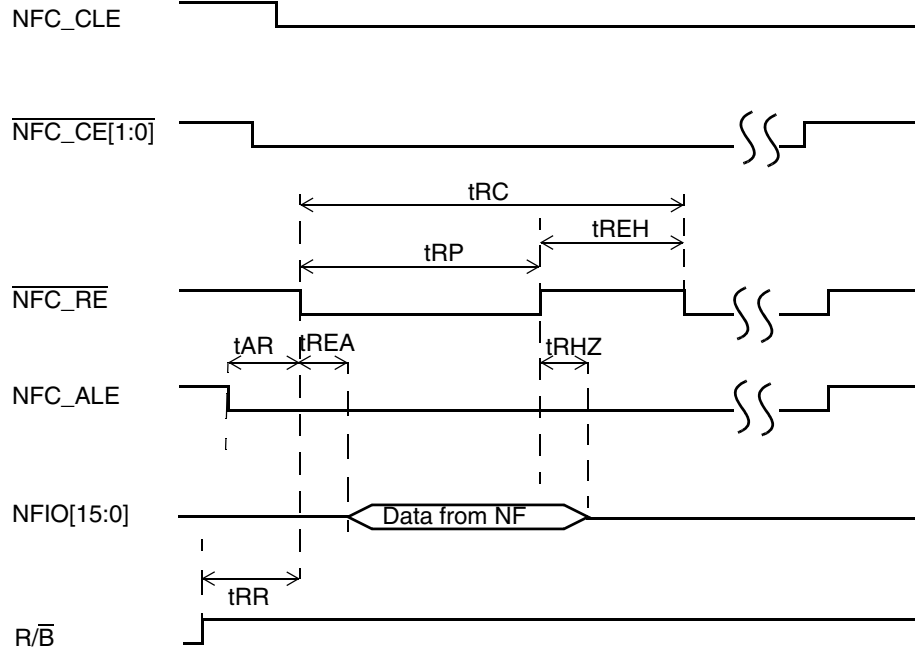 NFC_CLE
NFC_CE[1:0]
tRC
tREH
tRP
NFC_RE
tAR
tREA
tRHZ
NFC_ALE
NFIO[15:0]
Data from NF
tRR
R/B